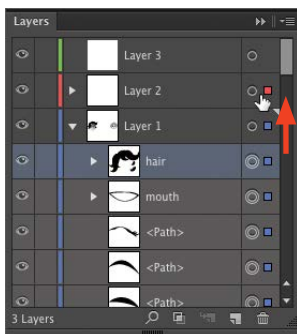 Layers
Layer 3
Layer 2
Layer 1
hair
mouth
<Path>
<Path>
<Path>
3 Layers